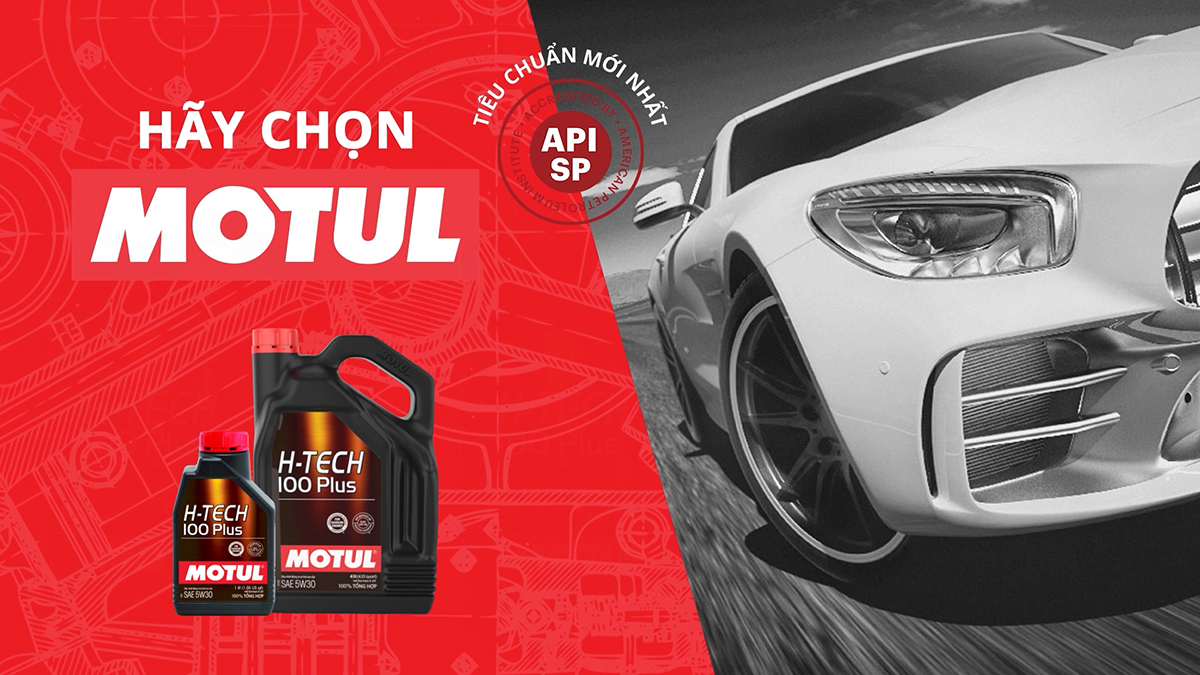 HÃY CHỌN
MOTUL
TIÊU CHUẨN MỚI NHẤT
ACCREDITED BY • AMERICAN PETROLEUM INSTITUTE •
API
SP
MOTUL
H-TECH
100 Plus
MOTUL
SAE 5W30
100% TỔNG HỢP
H-TECH
100 Plus
MOTUL
SAE 5W30
100% TỔNG HỢP